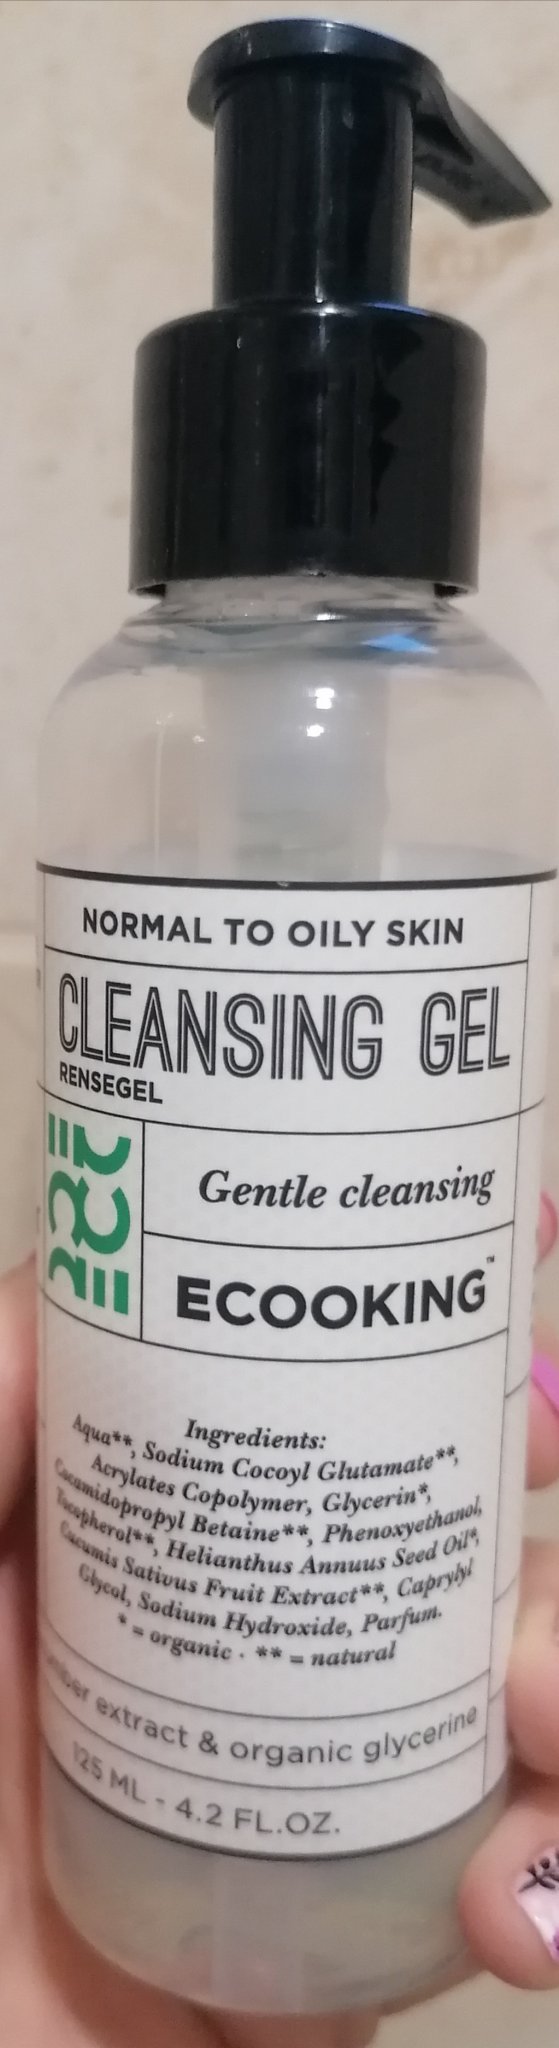 NORMAL TO OILY SKIN
CLEANSING GEL
RENSEGEL
Gentle cleansing
ECOOKING™
Ingredients:
Aqua**, Sodium Cocoyl Glutamate**,
Acrylates Copolymer, Glycerin*,
Cocamidopropyl Betaine**, Phenoxyethanol,
Tocopherol**, Helianthus Annuus Seed Oil*,
Cucumis Sativus Fruit Extract**, Caprylyl
Glycol, Sodium Hydroxide, Parfum.
* = organic · ** = natural
extract & organic glycerine
125 ML - 4.2 FL.OZ.